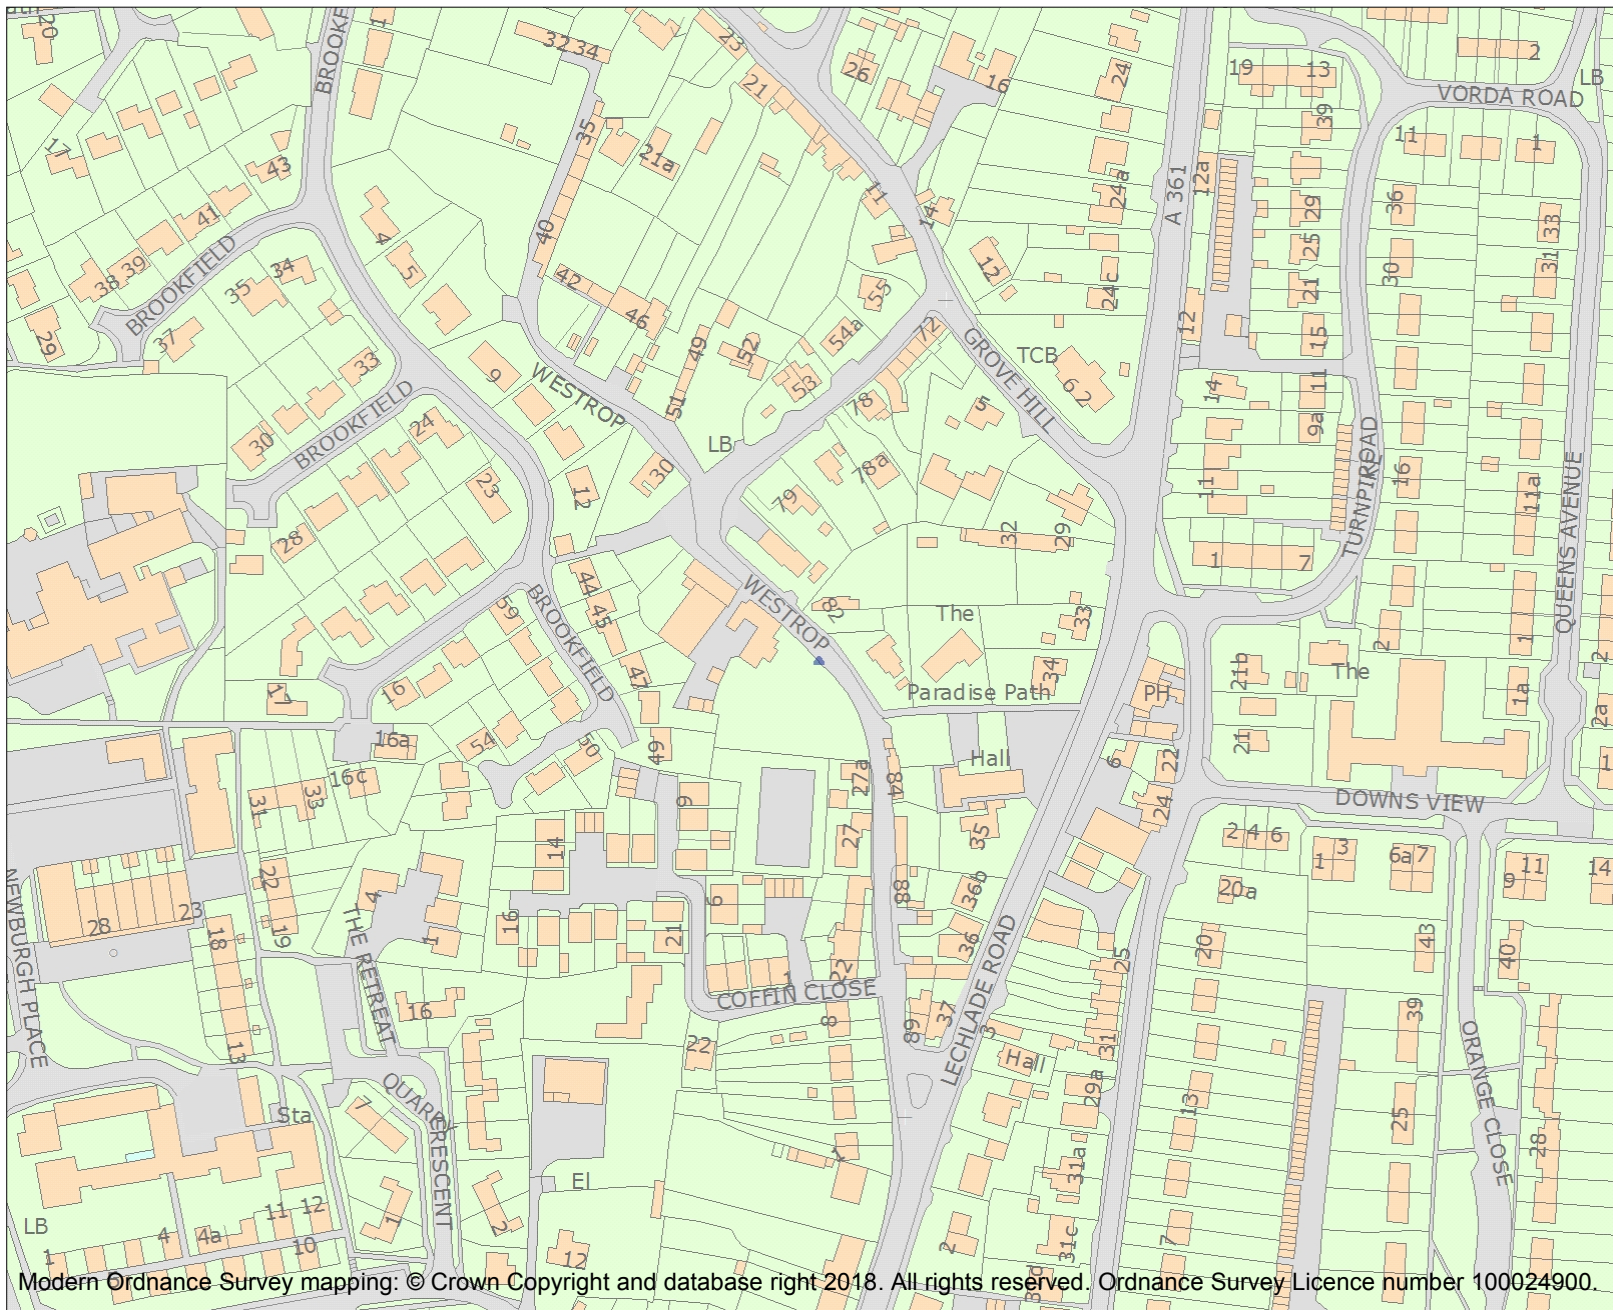 20
BROOKF
1
32 34
23
21
26
16
24
19
13
2
LB
VORDA ROAD
39
11
1
17
43
35
21a
11
14
24a
A 361
12a
29
36
33
41
40
4
5
25
31
38
39
BROOKFIELD
34
35
42
12
30
55
24c
21
37
46
54a
72
12
15
29
33
9
WESTROP
49
52
53
GROVE HILL
TCB
6 2
14
11
51
78
5
9a
24
BROOKFIELD
30
LB
30
78a
TURNPIKE
ROAD
16
23
12
79
11
11a
QUEENS AVENUE
28
32
29
1
7
44
45
59
BROOKFIELD
WESTROP
82
The
33
2
1
2
47
34
21b
The
1a
17
16
Paradise Path
PH
2a
16a
54
50
49
Hall
6
22
21
1
16c
31
33
9
27a
84
24
DOWNS VIEW
14
27
35
2 4 6
1
3
6a 7
9
11
14
22
4
88
36b
20a
NEWBURGH PLACE
28
23
18
19
THE RETREAT
1
16
21
6
36
25
20
43
40
22
1
COFFIN CLOSE
LECHLADE ROAD
16
8
89
37
3
39
13
22
Hall
31
ORANGE CLOSE
QUARRY
CRESCENT
7
Sta
29a
13
25
28
El
31a
LB
1
4
4a
11
12
10
1
2
12
2
31c
7
Modern Ordnance Survey mapping: © Crown Copyright and database right 2018. All rights reserved. Ordnance Survey Licence number 100024900.